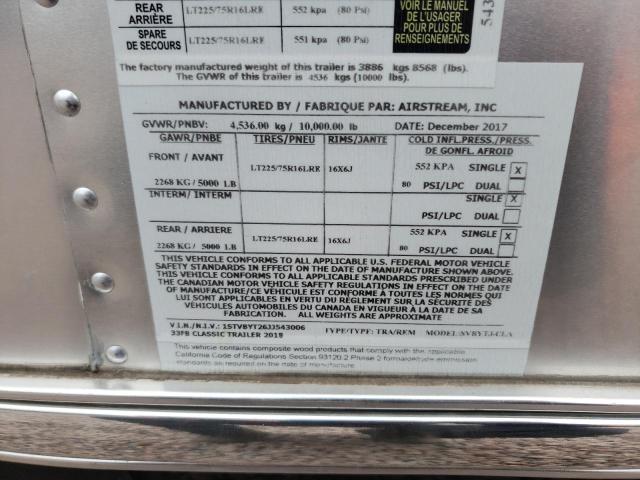 REAR
ARRIÈRE
LT225/75R16LRE
552 kpa (80 Psi)
SPARE
DE SECOURS
LT225/75R16LRE
551 kpa (80 Psi)
VOIR LE MANUEL
DE L'USAGER
POUR PLUS DE
RENSEIGNEMENTS
543
The factory manufactured weight of this trailer is 3886 kgs 8568 (lbs).
The GVWR of this trailer is 4536 kgs (10000 lbs).
MANUFACTURED BY / FABRIQUE PAR: AIRSTREAM, INC
GVWR/PNBV: 4,536.00 kg / 10,000.00 lb DATE: December 2017
GAWR/PNBE TIRES/PNEU RIMS/JANTE COLD INFL.PRESS./PRESS.
DE GONFL. AFROID
FRONT / AVANT
2268 KG / 5000 LB
LT225/75R16LRE
16X6J
552 KPA SINGLE X
80 PSI/LPC DUAL
INTERM/ INTERM
SINGLE X
PSI/LPC DUAL
REAR / ARRIERE
2268 KG / 5000 LB
LT225/75R16LRE
16X6J
552 KPA SINGLE X
80 PSI/LPC DUAL
THIS VEHICLE CONFORMS TO ALL APPLICABLE U.S. FEDERAL MOTOR VEHICLE
SAFETY STANDARDS IN EFFECT ON THE DATE OF MANUFACTURE SHOWN ABOVE.
THIS VEHICLE CONFORMS TO ALL APPLICABLE STANDARDS PRESCRIBED UNDER
THE CANADIAN MOTOR VEHICLE SAFETY REGULATIONS IN EFFECT ON THE DATE
OF MANUFACTURE/CE VÉHICLE EST CONFORME A TOUTES LES NORMES QUI
LUI SONT APPLICABLES EN VERTU DU RÈGLEMENT SUR LA SÉCURITÉ DES
VÉHICULES AUTOMOBILES DU CANADA EN VIGUEUR A LA DATE DE SA
FABRICATION. ALL WEIGHTS ARE APPROXIMATE
V.I.N./N.I.V.: 1STVBYT26JJ543006 TYPE/TYPE: TRA/REM MODEL:
33FB CLASSIC TRAILER 2018
This vehicle contains composite wood products that comply with the applicable
California Code of Regulations Section 93120.2 Phase 2 formaldehyde emission
standards as required on the date of manufacture.